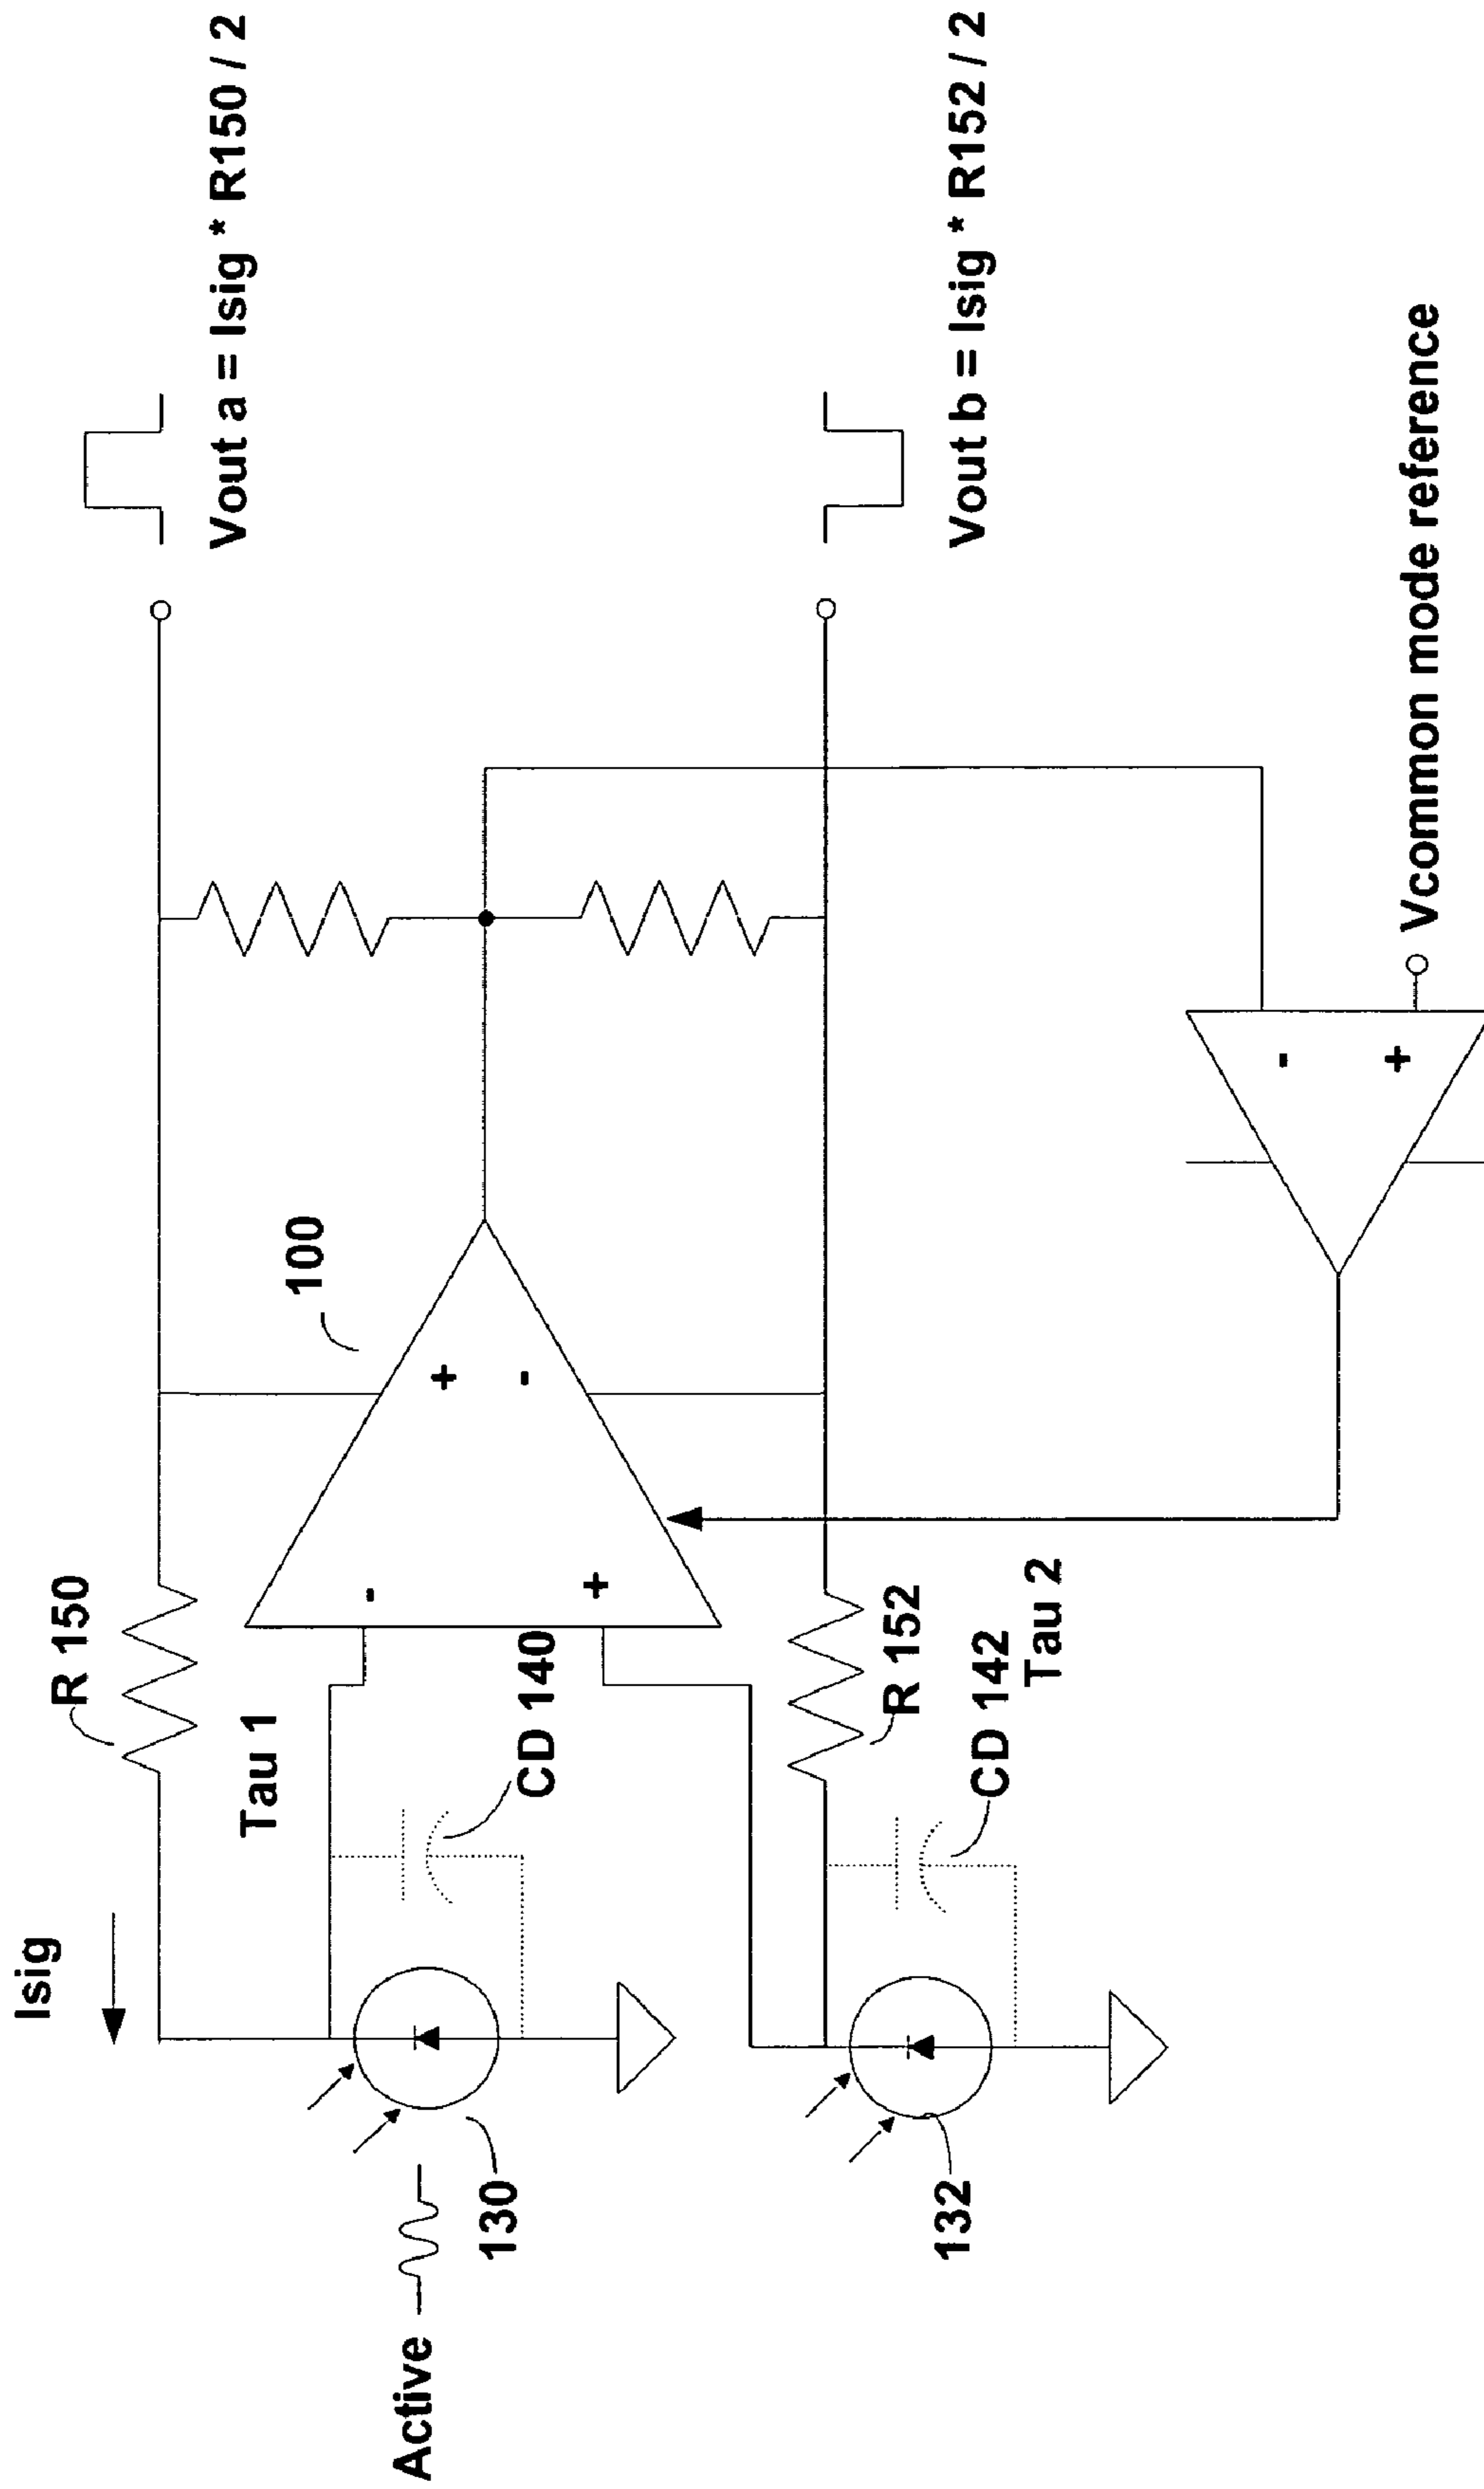 Isig
R 150
Vout a = Isig * R150 / 2
Tau 1
-
+
100
+
-
Active
130
CD 140
R 152
Vout b = Isig * R152 / 2
132
CD 142
Tau 2
-
+
Vcommon mode reference